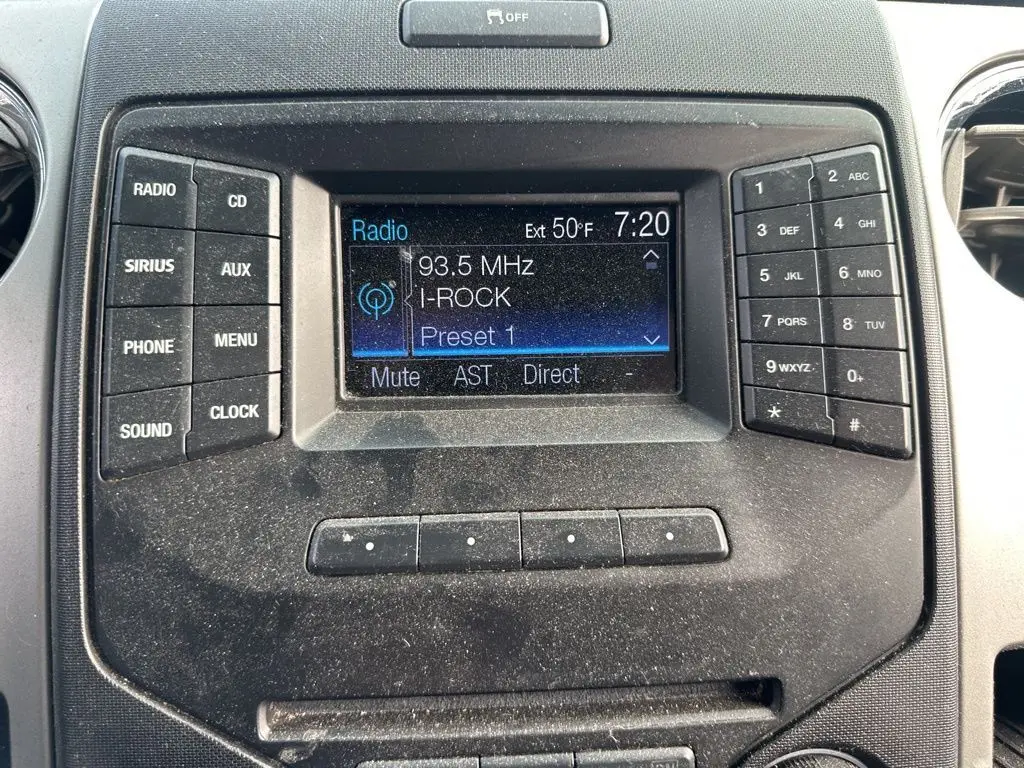 OFF
RADIO
CD
SIRIUS
AUX
PHONE
MENU
SOUND
CLOCK
Radio Ext 50°F 7:20
93.5 MHz
I-ROCK
Preset 1
Mute AST Direct -
1
2 ABC
3 DEF
4 GHI
5 JKL
6 MNO
7 PQRS
8 TUV
9 WXYZ
0+
*
#